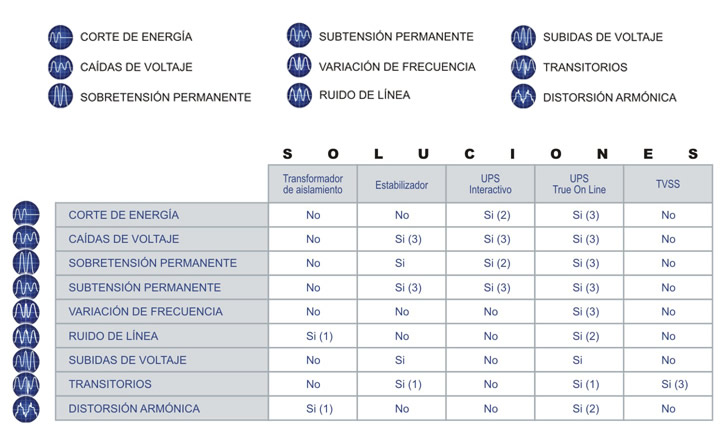 CORTE DE ENERGÍA SUBTENSIÓN PERMANENTE SUBIDAS DE VOLTAJE
CAÍDAS DE VOLTAJE VARIACIÓN DE FRECUENCIA TRANSITORIOS
SOBRETENSIÓN PERMANENTE RUIDO DE LÍNEA DISTORSIÓN ARMÓNICA
S O L U C I O N E S
Transformador de aislamiento Estabilizador UPS Interactivo UPS True On Line TVSS
CORTE DE ENERGÍA No No Si (2) Si (3) No
CAÍDAS DE VOLTAJE No Si (3) Si (3) Si (3) No
SOBRETENSIÓN PERMANENTE No Si Si (2) Si (3) No
SUBTENSIÓN PERMANENTE No Si (3) Si (3) Si (3) No
VARIACIÓN DE FRECUENCIA No No No Si (3) No
RUIDO DE LÍNEA Si (1) No No Si (2) No
SUBIDAS DE VOLTAJE No Si No Si No
TRANSITORIOS No Si (1) No Si (1) Si (3)
DISTORSIÓN ARMÓNICA Si (1) No No Si (2) No